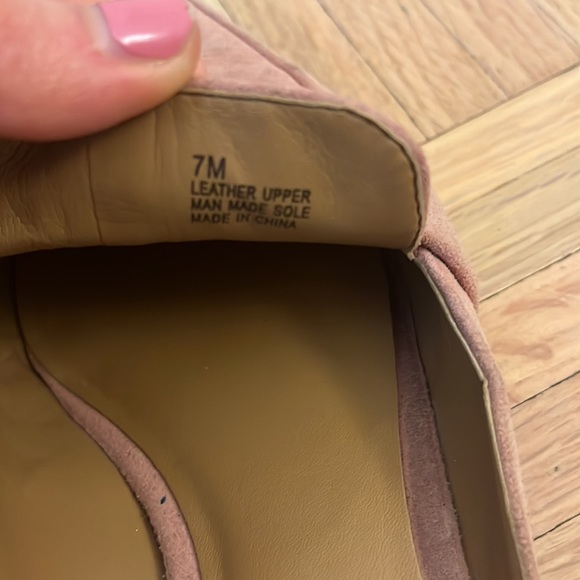 7M
LEATHER UPPER
MAN MADE SOLE
MADE IN CHINA